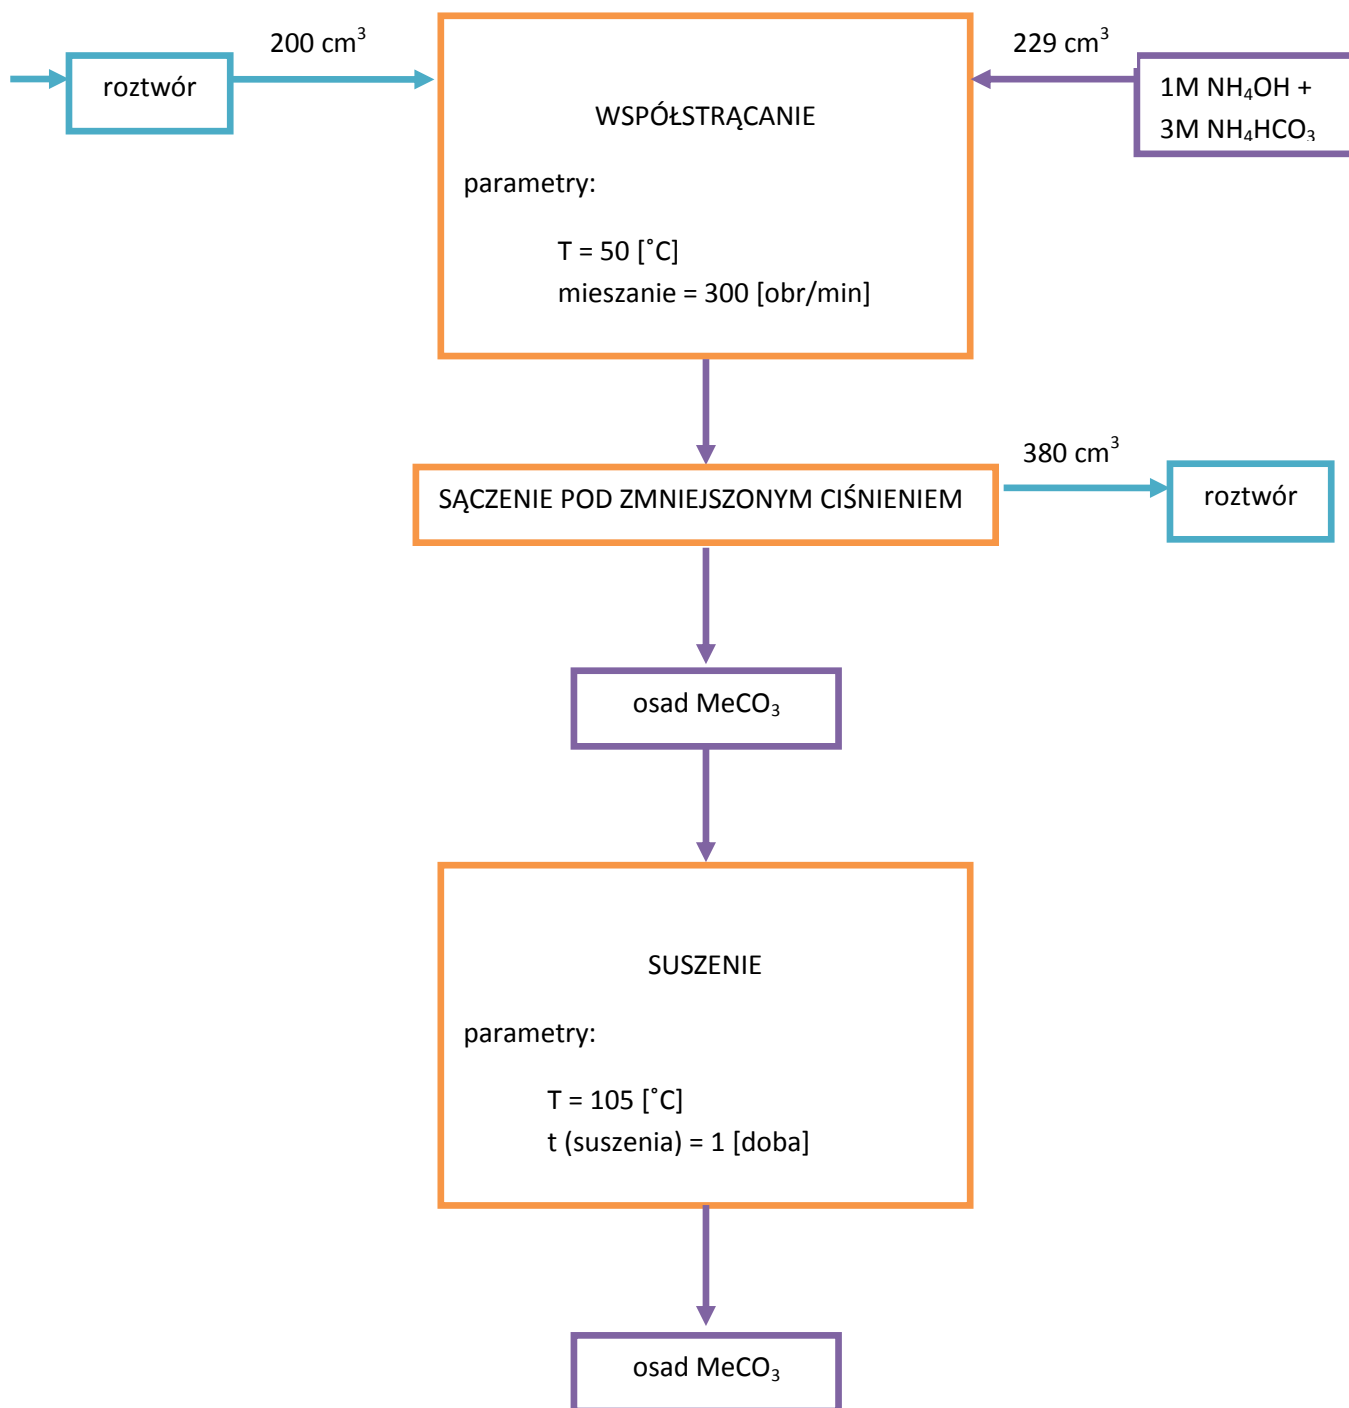 200 cm³
229 cm³
roztwór
1M NH₄OH +
3M NH₄HCO₃
WSPÓŁSTRĄCANIE
parametry:
T = 50 [˚C]
mieszanie = 300 [obr/min]
380 cm³
SĄCZENIE POD ZMNIEJSZONYM CIŚNIENIEM
roztwór
osad MeCO₃
SUSZENIE
parametry:
T = 105 [˚C]
t (suszenia) = 1 [doba]
osad MeCO₃